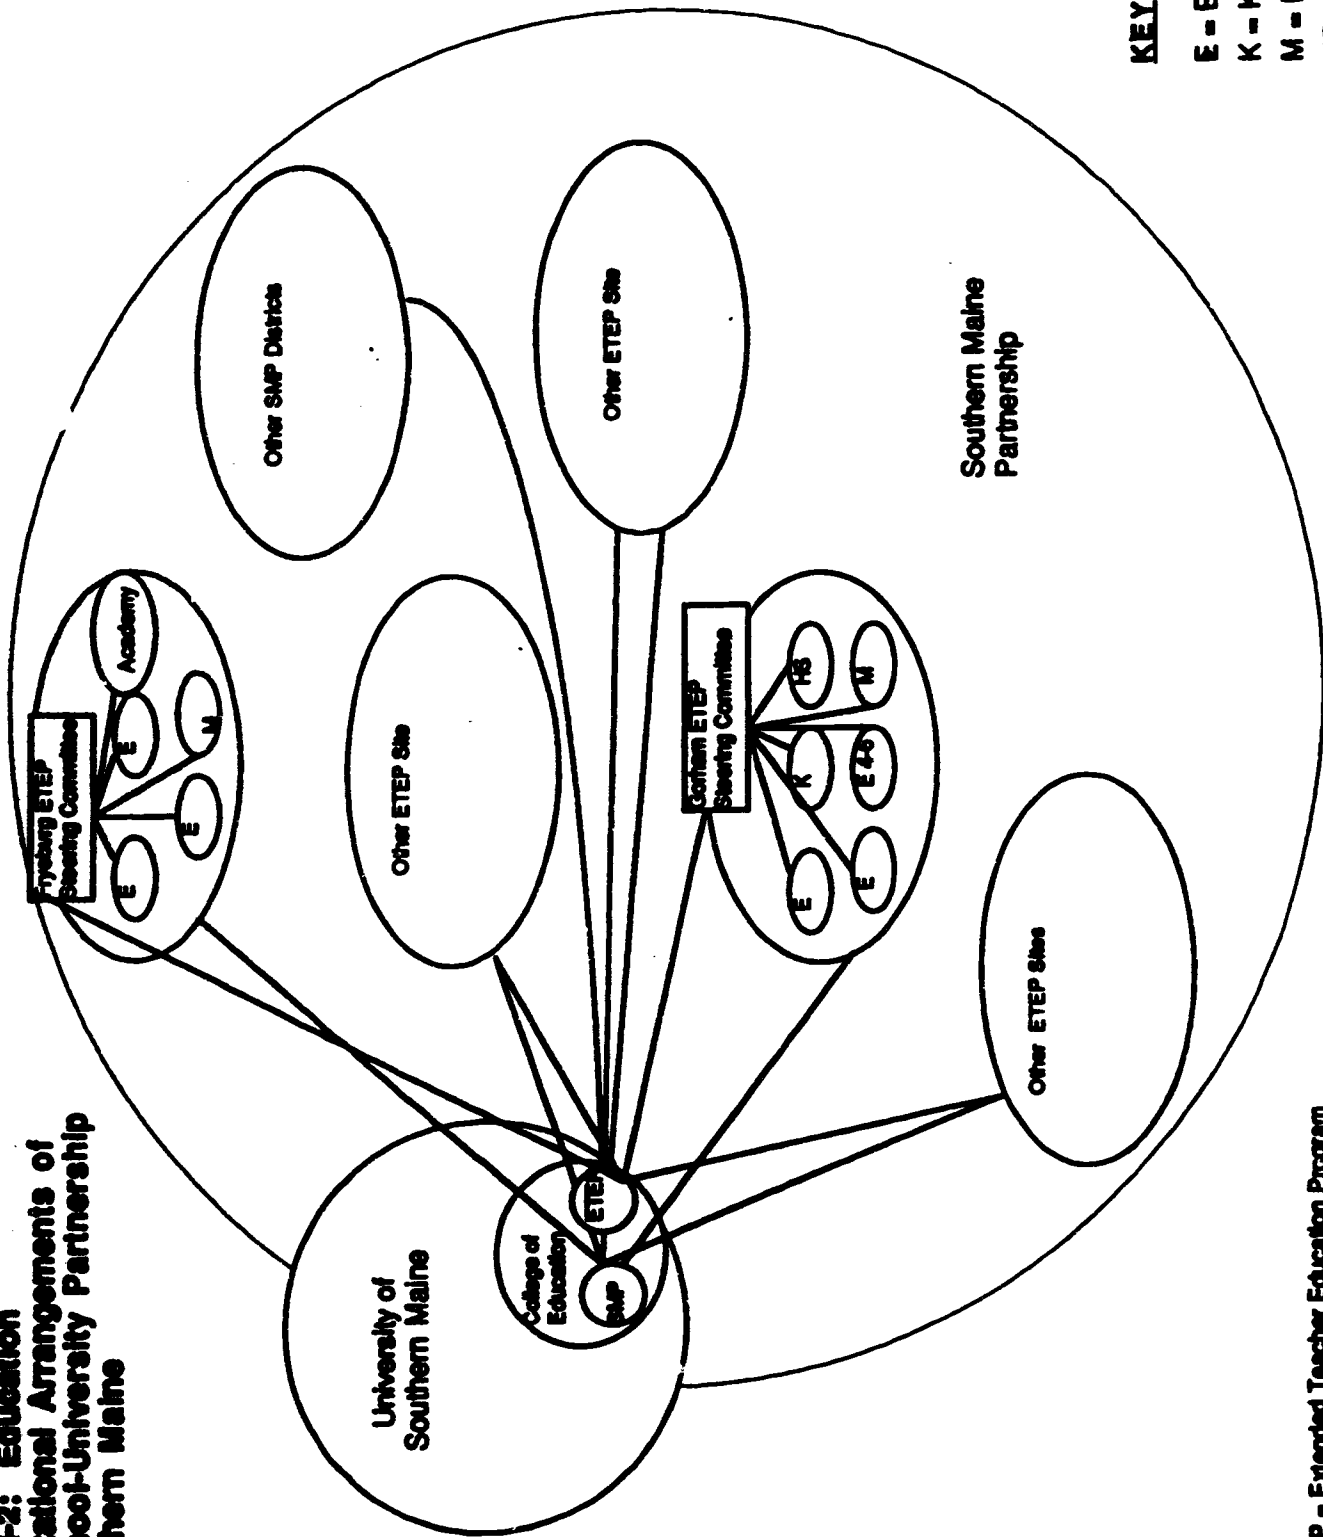 -2: Education
ational Arrangements of
ool-University Partnership
hern Maine
Fryeburg ETEP
Steering Committee
E
E
Academy
E
M
Other SMP Districts
Other ETEP Site
Other ETEP Site
Gorham ETEP
Steering Committee
E
K
HS
E
E 4-6
M
University of
Southern Maine
College of
Education
ETEP
SMP
Southern Maine
Partnership
Other ETEP Sites
KEY
E = E
K =
M =
P - Extended Teacher Education Program